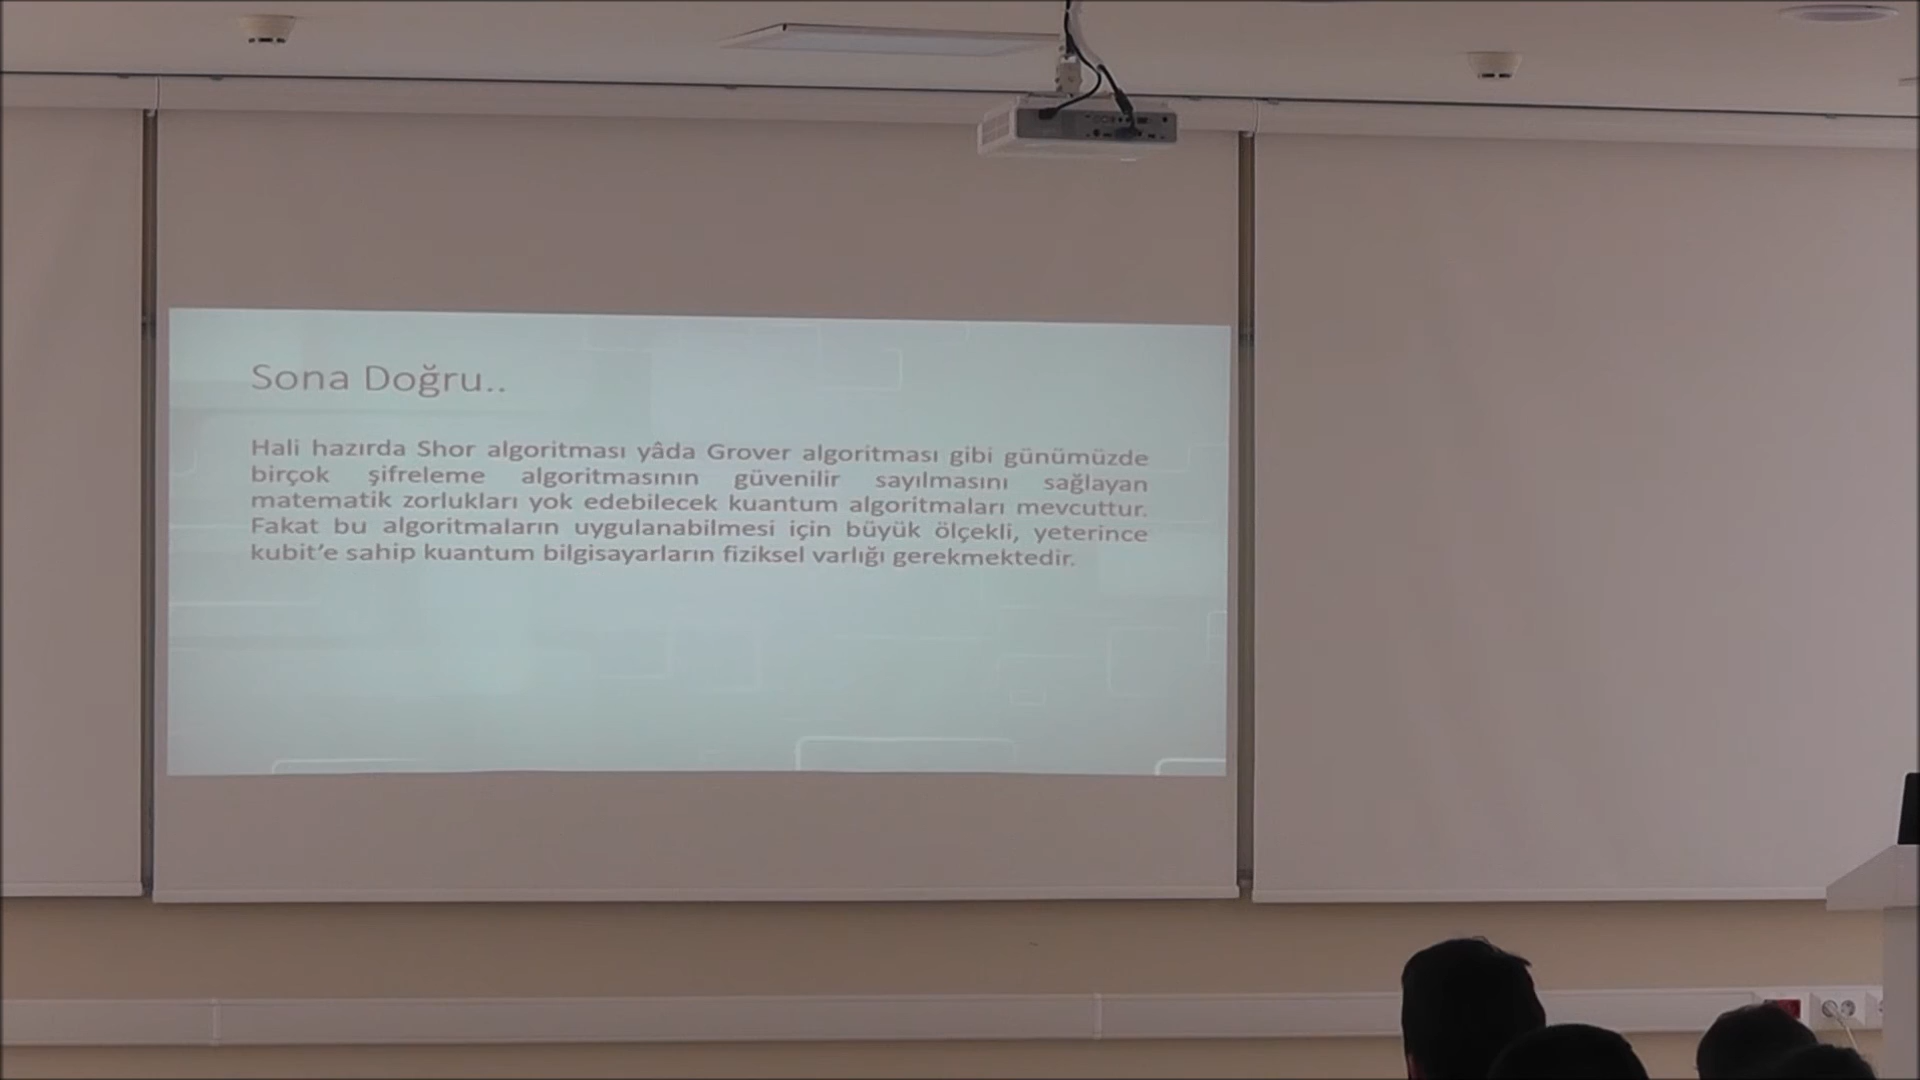 Sona Doğru..
Hali hazırda Shor algoritması yâda Grover algoritması gibi günümüzde
birçok şifreleme algoritmasının güvenilir sayılmasını sağlayan
matematik zorlukları yok edebilecek kuantum algoritmaları mevcuttur.
Fakat bu algoritmaların uygulanabilmesi için büyük ölçekli, yeterince
kubit’e sahip kuantum bilgisayarların fiziksel varlığı gerekmektedir.